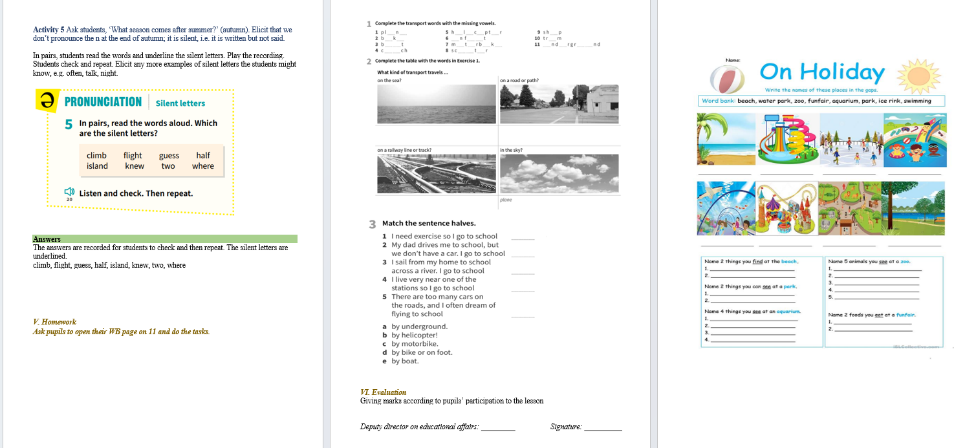 Activity 5 Ask students, 'What season comes after summer?' (autumn). Elicit that we
don't pronounce the n at the end of autumn; it is silent, i.e. it is written but not said.
In pairs, students read the words and underline the silent letters. Play the recording.
Students check and repeat. Elicit any more examples of silent letters the students might
know, e.g. often, talk, night.
ə PRONUNCIATION Silent letters
5 In pairs, read the words aloud. Which
are the silent letters?
climb flight guess half
island knew two where
Listen and check. Then repeat.
Answers
The answers are recorded for students to check and then repeat. The silent letters are
underlined.
climb, flight, guess, half, island, knew, two, where
V. Homework
Ask pupils to open their WB page on 11 and do the tasks.
1 Complete the transport words with the missing vowels.
2 Complete the table with the words in Exercise 1.
What kind of transport travels ...
on the sea? on a road or path?
on a railway line or track? in the sky?
plane
3 Match the sentence halves.
1 I need exercise so I go to school
2 My dad drives me to school, but
we don't have a car. I go to school
3 I sail from my home to school
across a river. I go to school
4 I live very near one of the
stations so I go to school
5 There are too many cars on
the roads, and I often dream of
flying to school
a by underground.
b by helicopter!
c by motorbike.
d by bike or on foot.
e by boat.
VI. Evaluation
Giving marks according to pupils' participation to the lesson
Deputy director on educational affairs: ________ Signature: ________
Name:
On Holiday
Write the names of these places in the gaps.
Word bank: beach, water park, zoo, funfair, aquarium, park, ice rink, swimming
Name 2 things you find at the beach.
1.
2.
Name 2 things you can see at a park.
1.
2.
Name 4 things you see at an aquarium.
1.
2.
3.
4.
Name 5 animals you see at a zoo.
1.
2.
3.
4.
5.
Name 2 foods you eat at a funfair.
1.
2.